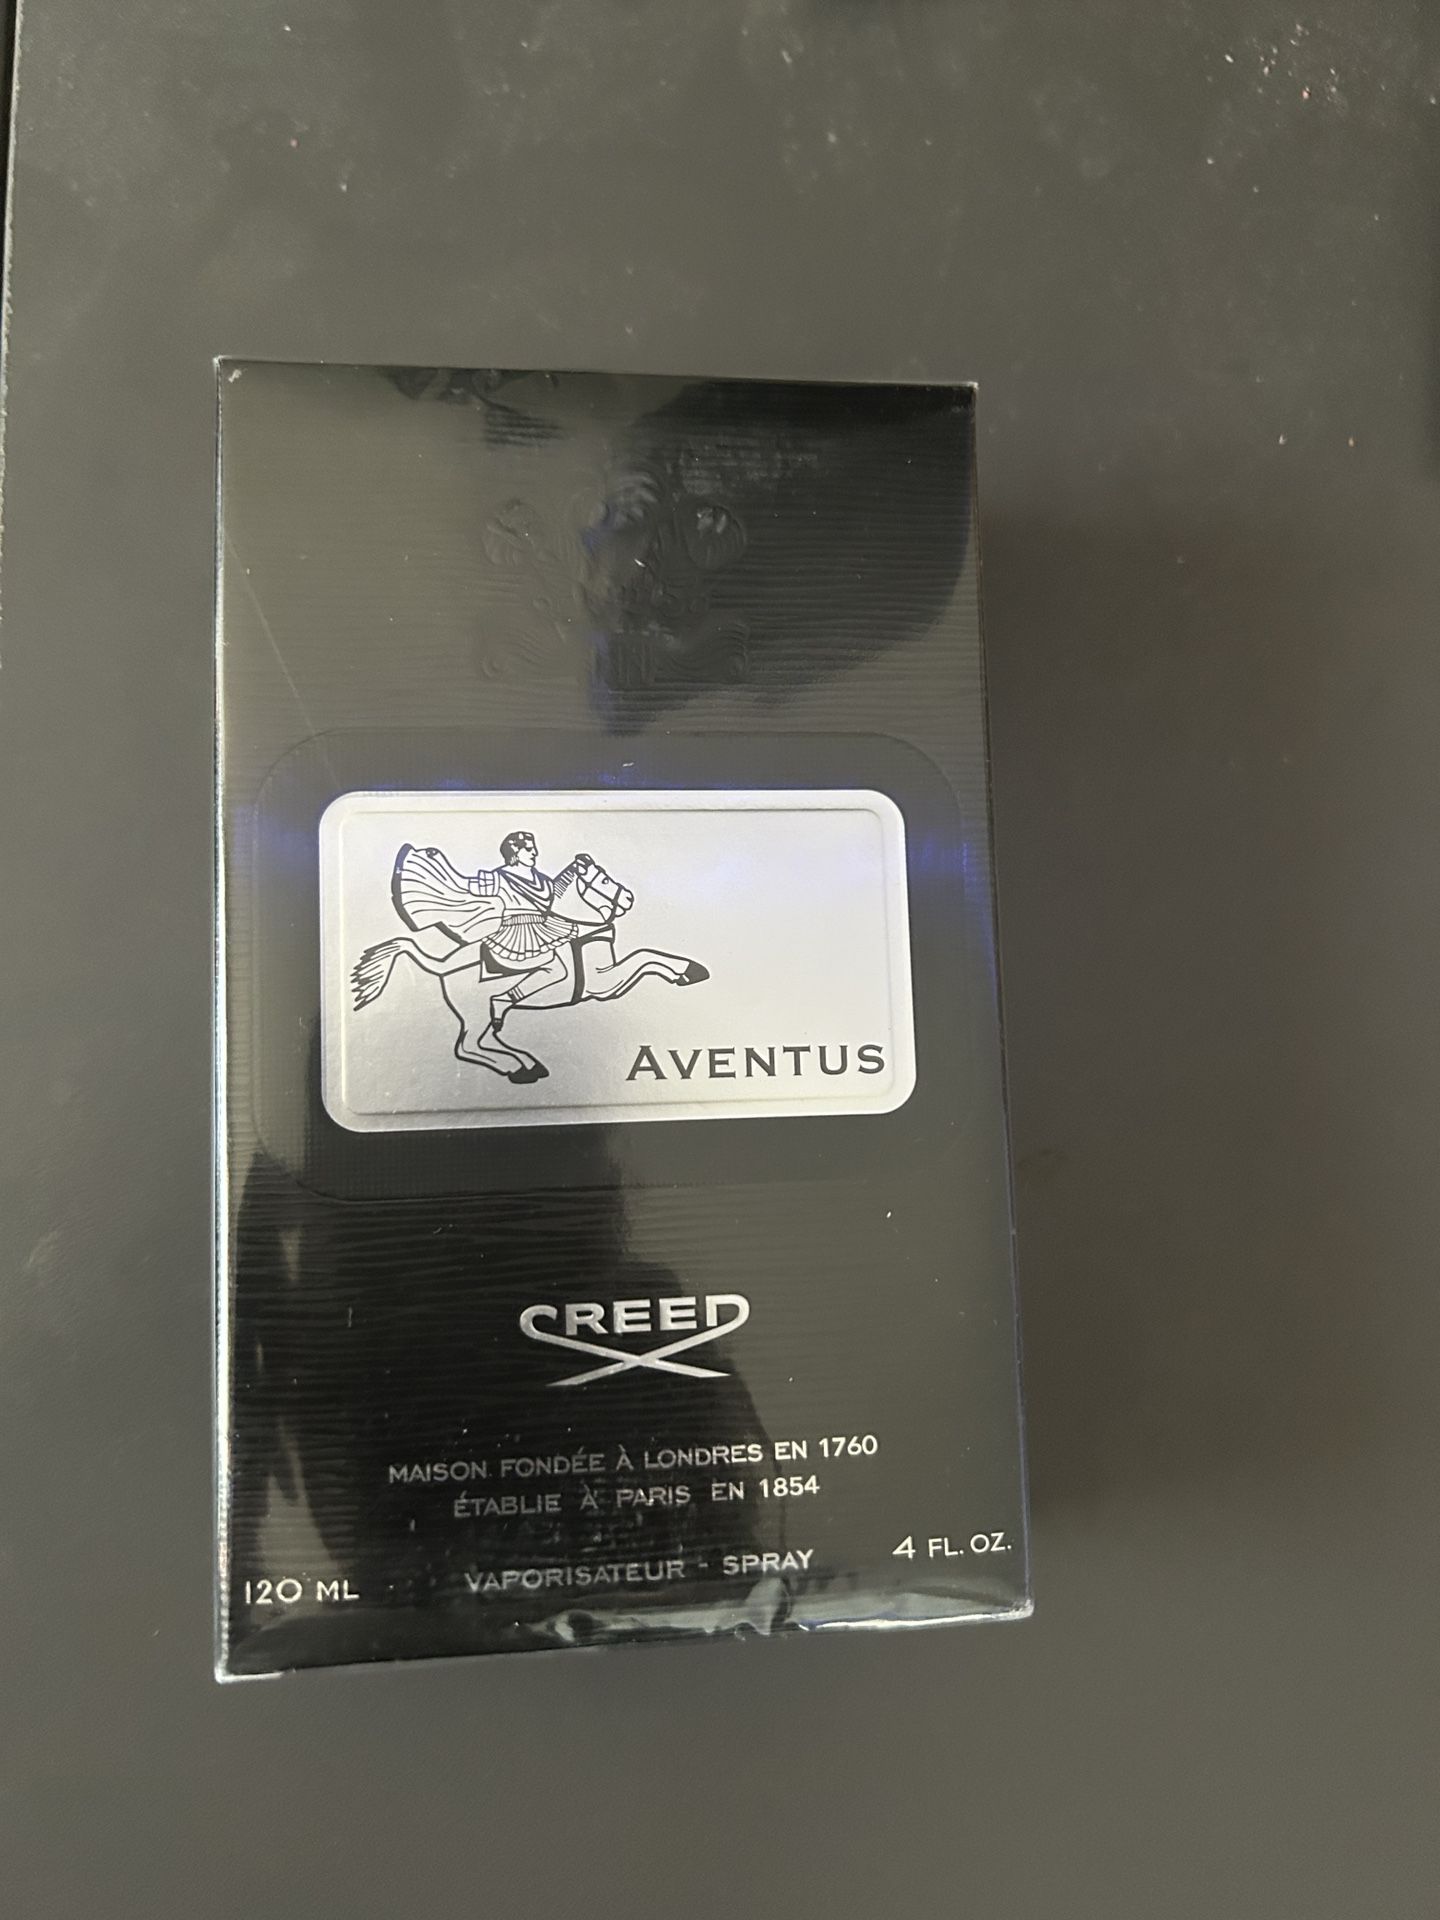 AVENTUS
CREED
MAISON FONDÉE À LONDRES EN 1760
ÉTABLIE À PARIS EN 1854
VAPORISATEUR - SPRAY
120 ML
4 FL. OZ.